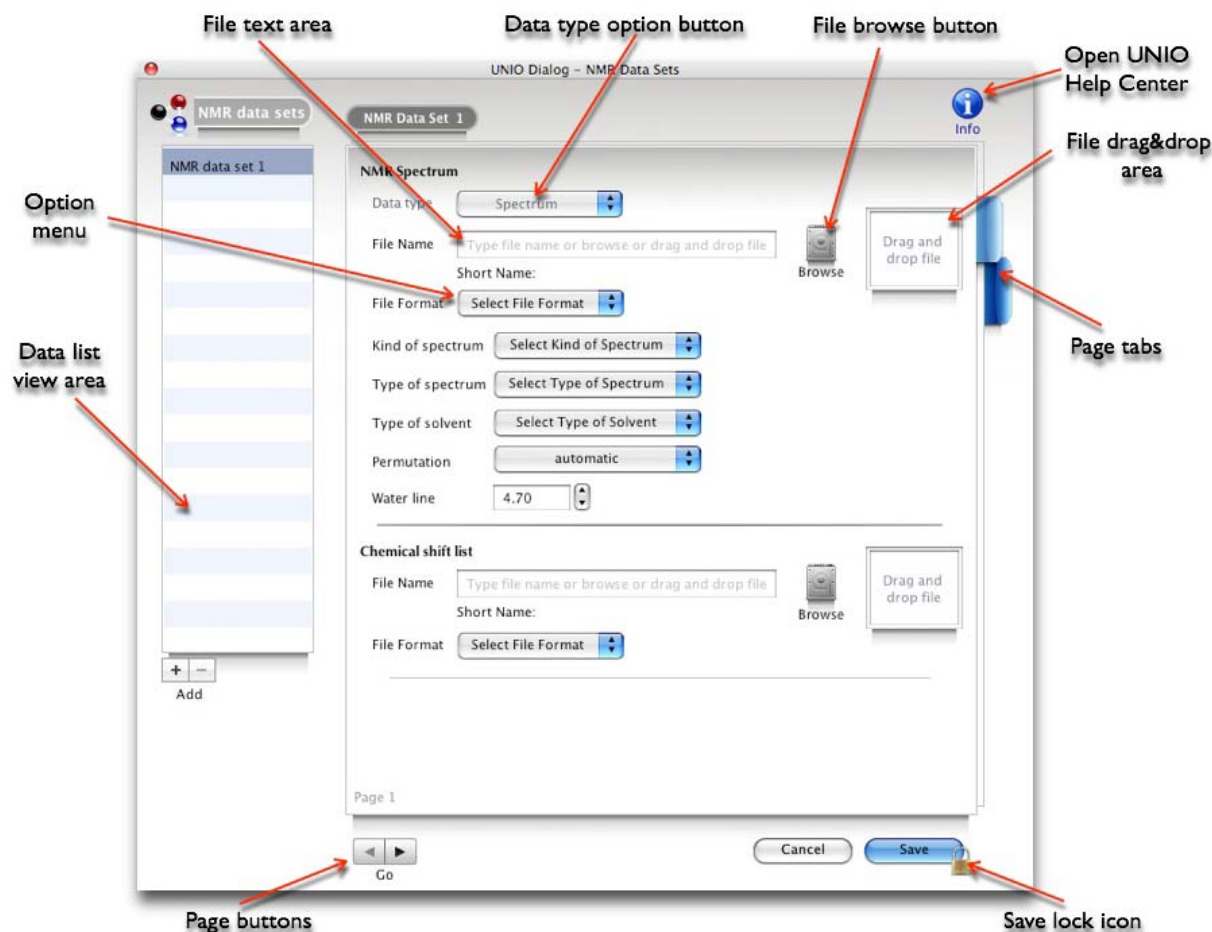 File text area
Data type option button
File browse button
Open UNIO
Help Center
UNIO Dialog – NMR Data Sets
NMR data sets
NMR Data Set 1
Info
File drag&drop
area
NMR data set 1
NMR Spectrum
Option
menu
Data type
Spectrum
File Name
Type file name or browse or drag and drop file
Browse
Drag and
drop file
Short Name:
File Format
Select File Format
Kind of spectrum
Select Kind of Spectrum
Page tabs
Data list
view area
Type of spectrum
Select Type of Spectrum
Type of solvent
Select Type of Solvent
Permutation
automatic
Water line
4.70
Chemical shift list
File Name
Type file name or browse or drag and drop file
Browse
Drag and
drop file
Short Name:
File Format
Select File Format
+ −
Add
Page 1
Go
Cancel
Save
Page buttons
Save lock icon